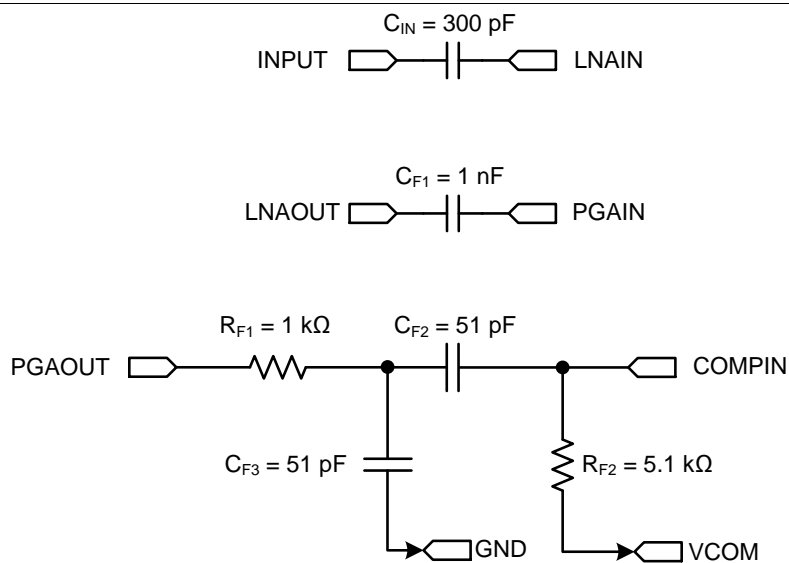 C_IN = 300 pF
INPUT LNAIN
C_F1 = 1 nF
LNAOUT PGAIN
R_F1 = 1 kΩ C_F2 = 51 pF
PGAOUT COMPIN
C_F3 = 51 pF R_F2 = 5.1 kΩ
GND VCOM